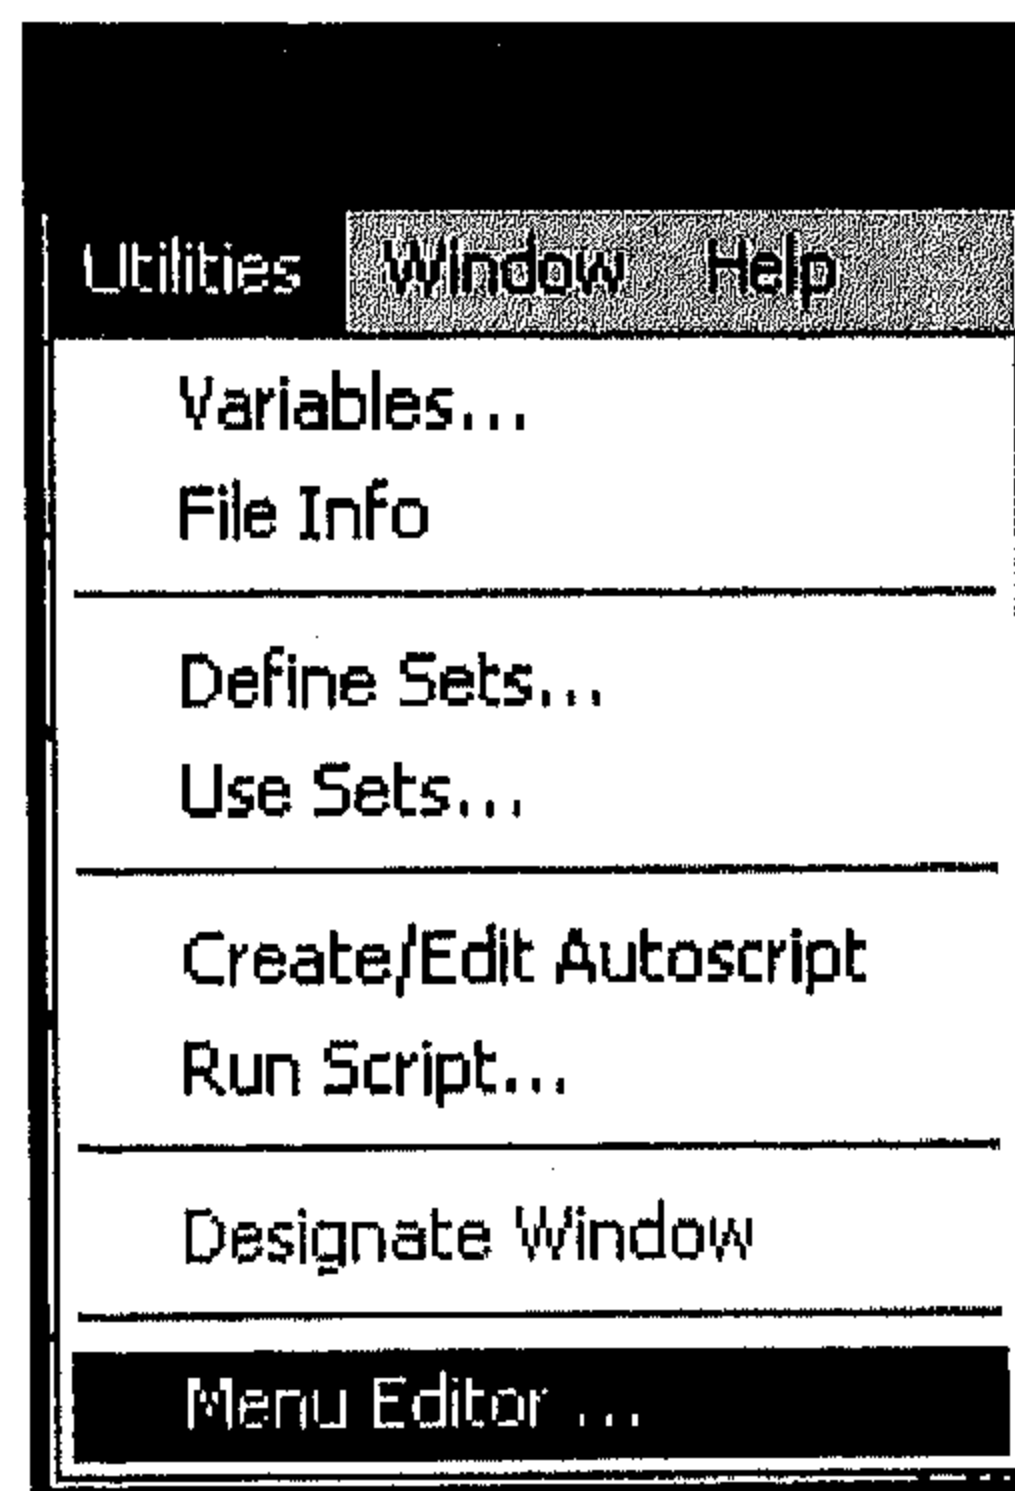 Utilities Window Help
Variables...
File Info
Define Sets...
Use Sets...
Create/Edit Autoscript
Run Script...
Designate Window
Menu Editor ...